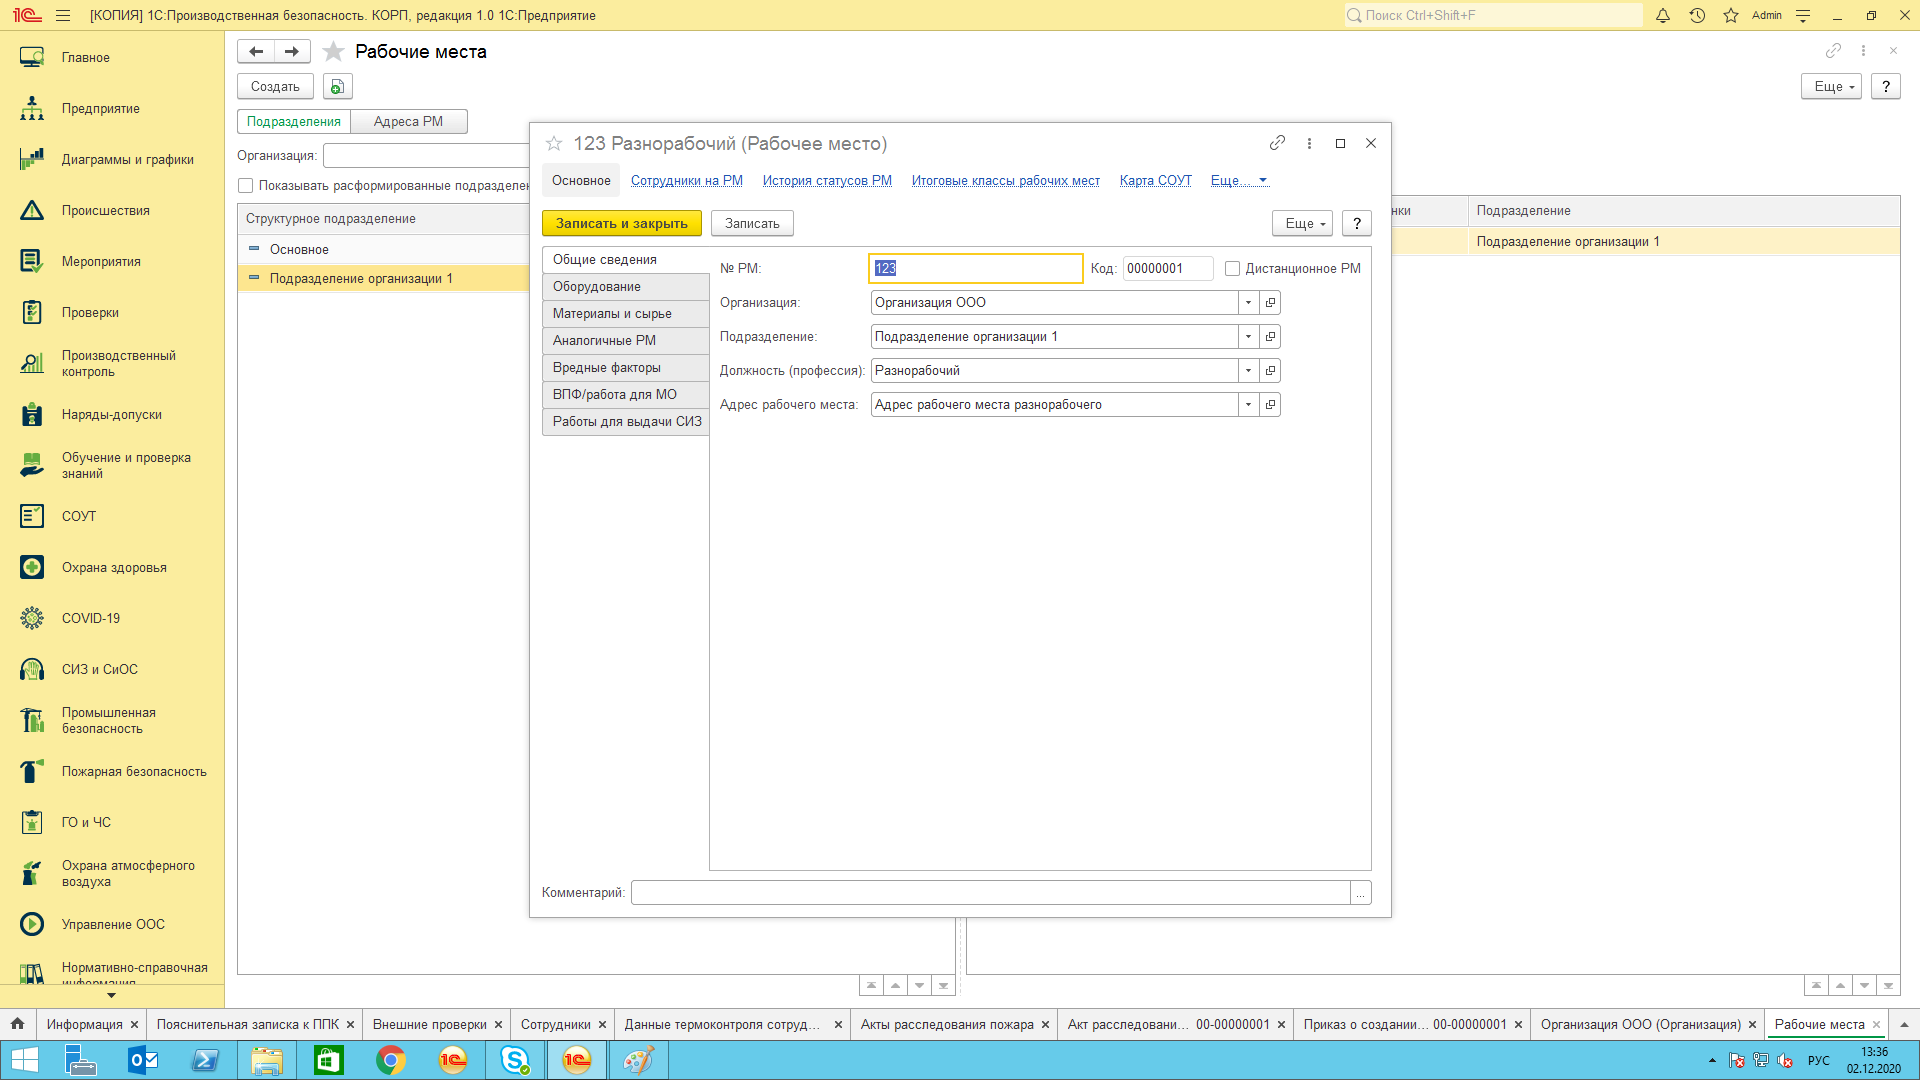 [КОПИЯ] 1С:Производственная безопасность. КОРП, редакция 1.0 1С:Предприятие
Поиск Ctrl+Shift+F
Admin
Главное
Предприятие
Диаграммы и графики
Происшествия
Мероприятия
Проверки
Производственный
контроль
Наряды-допуски
Обучение и проверка
знаний
СОУТ
Охрана здоровья
COVID-19
СИЗ и СиОС
Промышленная
безопасность
Пожарная безопасность
ГО и ЧС
Охрана атмосферного
воздуха
Управление ООС
Нормативно-справочная
информация
Рабочие места
Создать
Еще
?
Подразделения
Адреса РМ
Организация:
Показывать расформированные подразделен
Структурное подразделение
Основное
Подразделение организации 1
нки
Подразделение
Подразделение организации 1
123 Разнорабочий (Рабочее место)
Основное
Сотрудники на РМ
История статусов РМ
Итоговые классы рабочих мест
Карта СОУТ
Еще...
Записать и закрыть
Записать
Еще
?
Общие сведения
Оборудование
Материалы и сырье
Аналогичные РМ
Вредные факторы
ВПФ/работа для МО
Работы для выдачи СИЗ
№ РМ:
123
Код:
00000001
Дистанционное РМ
Организация:
Организация ООО
Подразделение:
Подразделение организации 1
Должность (профессия):
Разнорабочий
Адрес рабочего места:
Адрес рабочего места разнорабочего
Комментарий:
...
Информация
Пояснительная записка к ППК
Внешние проверки
Сотрудники
Данные термоконтроля сотруд...
Акты расследования пожара
Акт расследовани... 00-00000001
Приказ о создании... 00-00000001
Организация ООО (Организация)
Рабочие места
РУС
13:36
02.12.2020